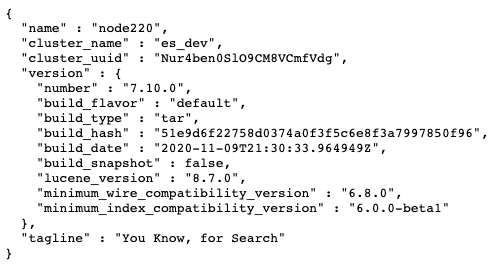 {
  "name" : "node220",
  "cluster_name" : "es_dev",
  "cluster_uuid" : "Nur4ben0SlO9CM8VCmfVdg",
  "version" : {
    "number" : "7.10.0",
    "build_flavor" : "default",
    "build_type" : "tar",
    "build_hash" : "51e9d6f22758d0374a0f3f5c6e8f3a7997850f96",
    "build_date" : "2020-11-09T21:30:33.964949Z",
    "build_snapshot" : false,
    "lucene_version" : "8.7.0",
    "minimum_wire_compatibility_version" : "6.8.0",
    "minimum_index_compatibility_version" : "6.0.0-beta1"
  },
  "tagline" : "You Know, for Search"
}